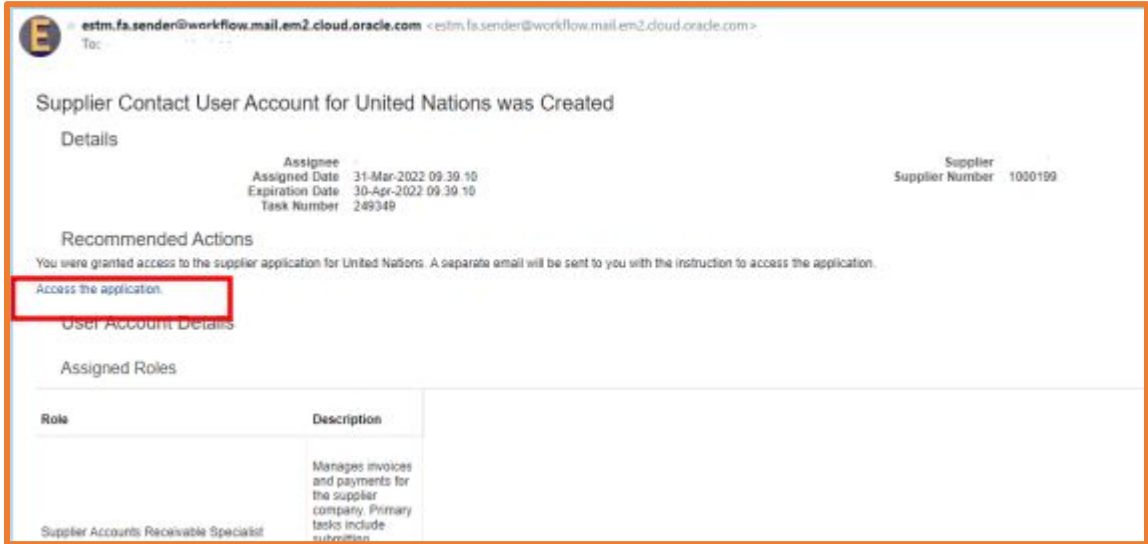 E
estm.fa.sender@workflow.mail.em2.cloud.oracle.com <estm.fa.sender@workflow.mail.em2.cloud.oracle.com>
To:
Supplier Contact User Account for United Nations was Created
Details
Assignee
Assigned Date 31-Mar-2022 09.39.10
Expiration Date 30-Apr-2022 09.39.10
Task Number 249349
Supplier
Supplier Number 1000199
Recommended Actions
You were granted access to the supplier application for United Nations. A separate email will be sent to you with the instruction to access the application.
Access the application.
User Account Details
Assigned Roles
Role Description
Manages invoices
and payments for
the supplier
company. Primary
tasks include
Supplier Accounts Receivable Specialist submitting